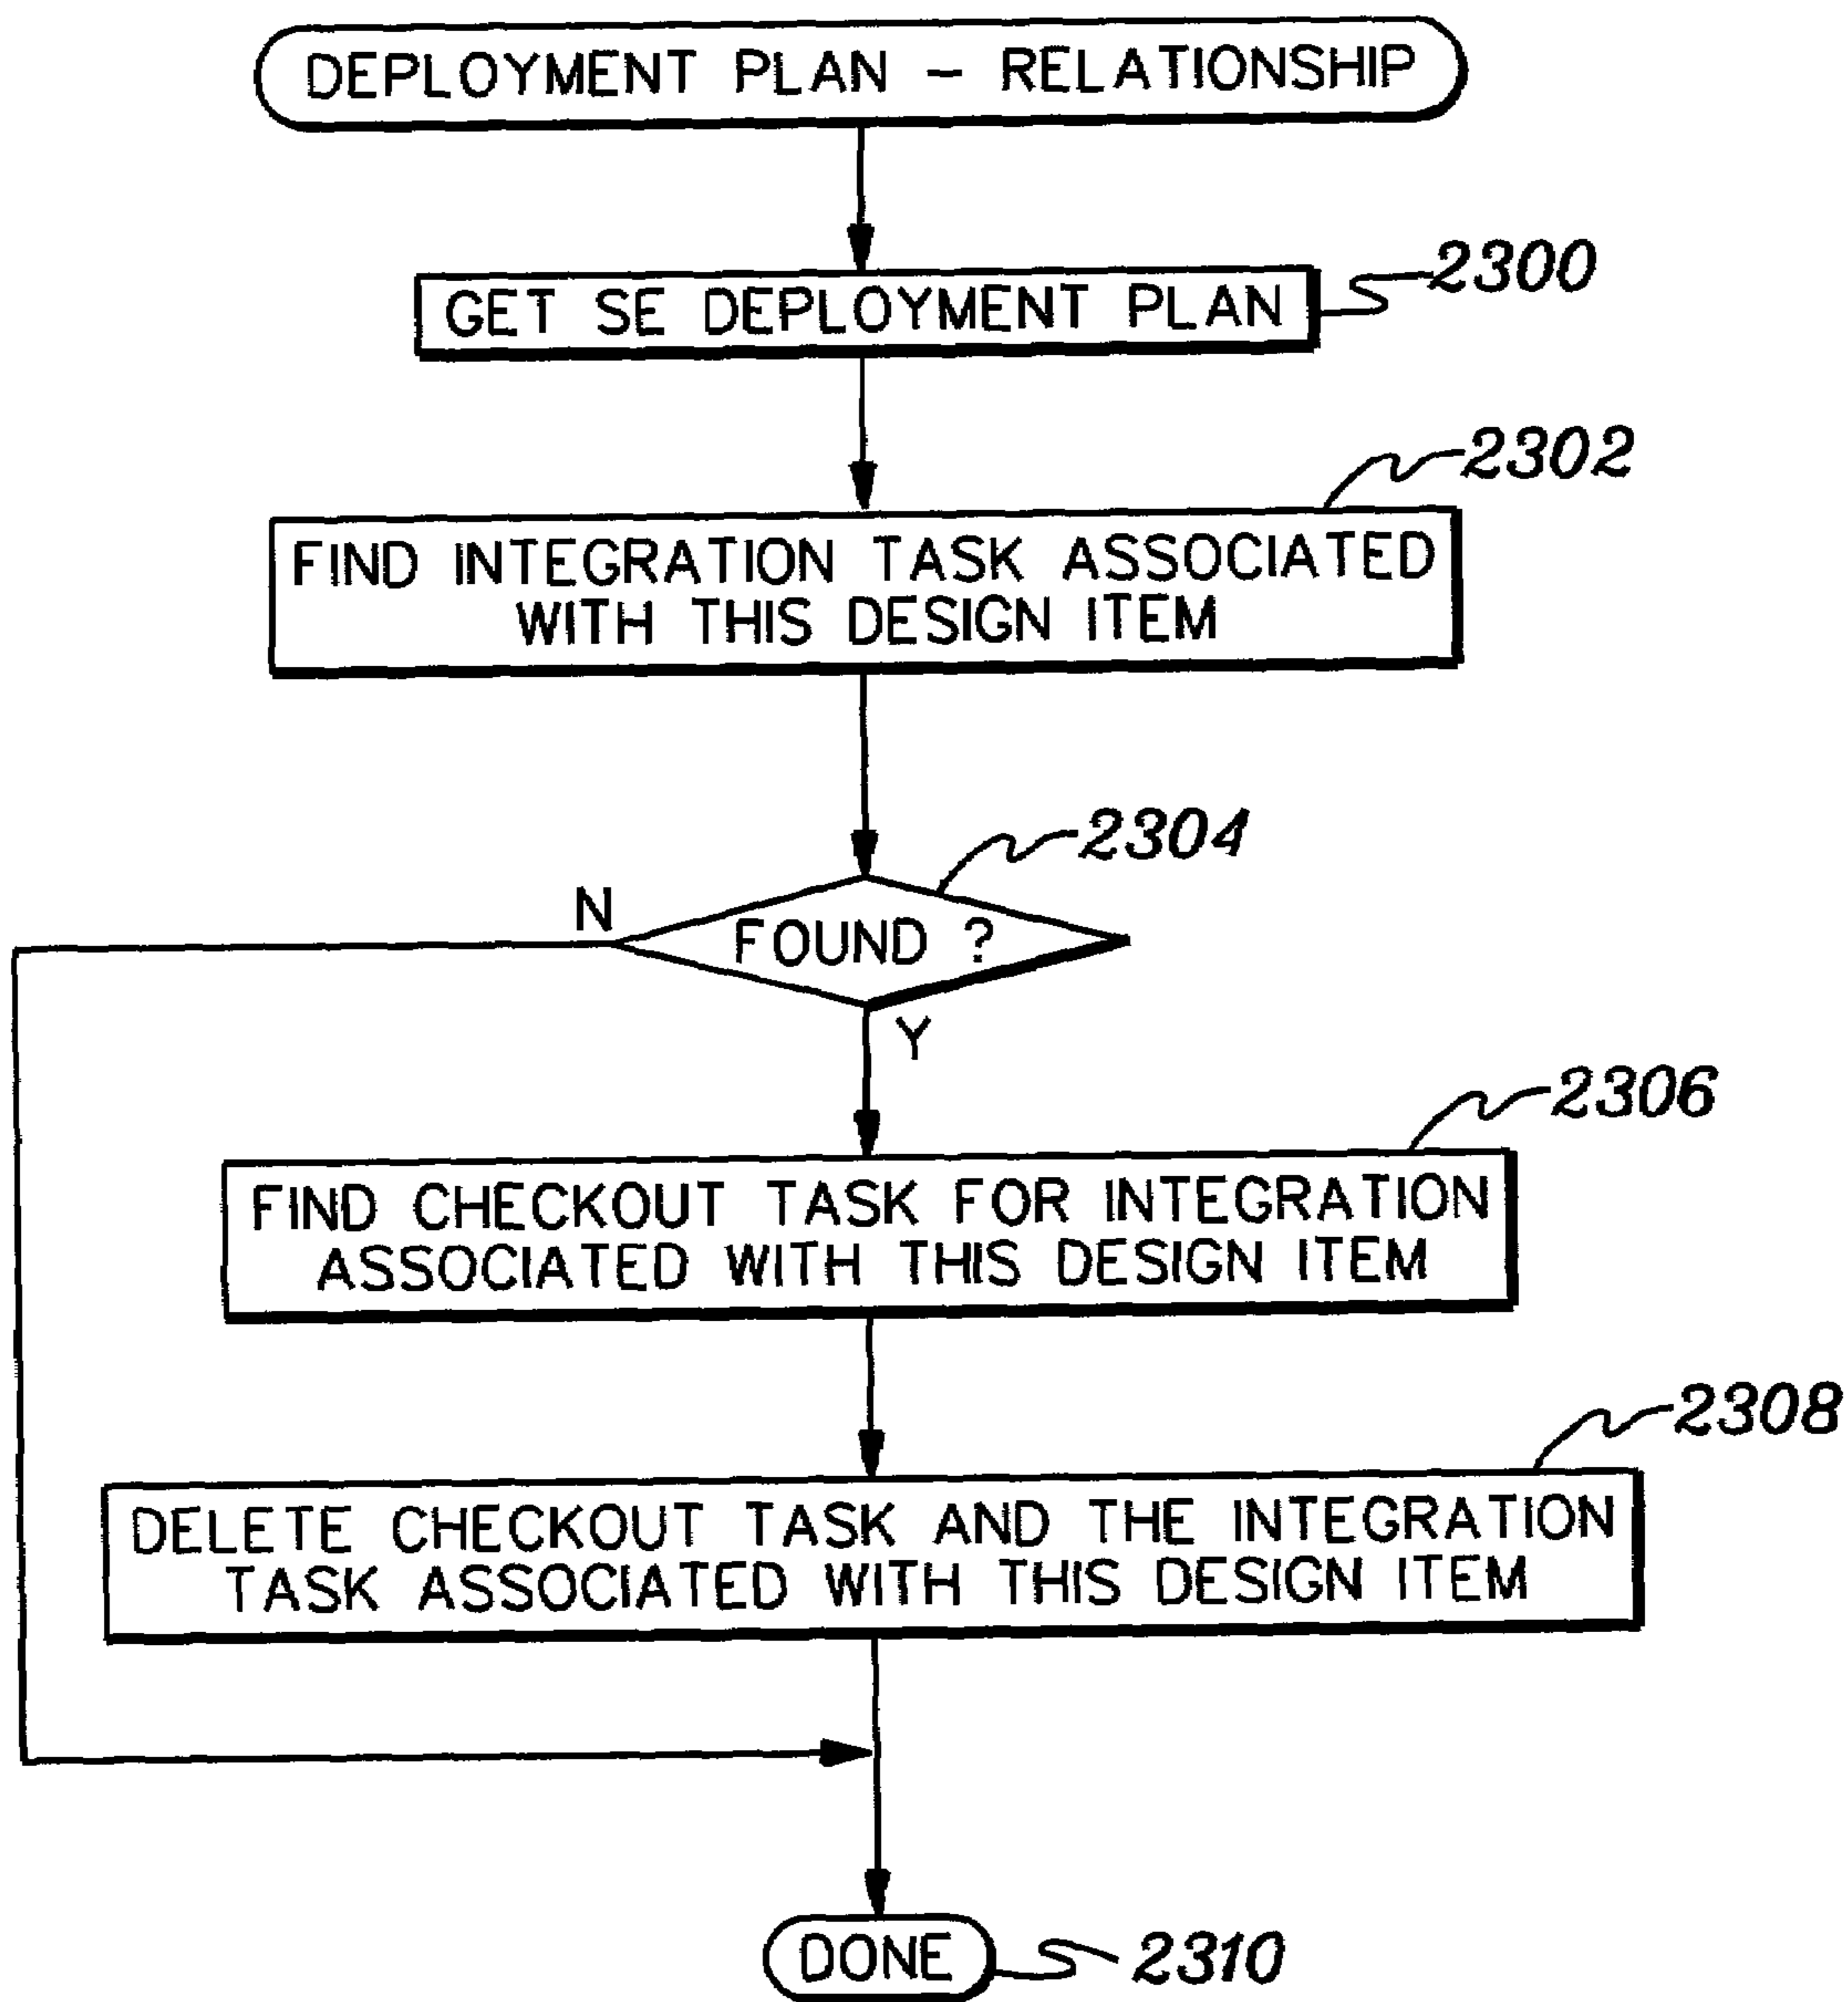 DEPLOYMENT PLAN - RELATIONSHIP
GET SE DEPLOYMENT PLAN
2300
2302
FIND INTEGRATION TASK ASSOCIATED
WITH THIS DESIGN ITEM
2304
N
FOUND ?
Y
2306
FIND CHECKOUT TASK FOR INTEGRATION
ASSOCIATED WITH THIS DESIGN ITEM
2308
DELETE CHECKOUT TASK AND THE INTEGRATION
TASK ASSOCIATED WITH THIS DESIGN ITEM
DONE
2310